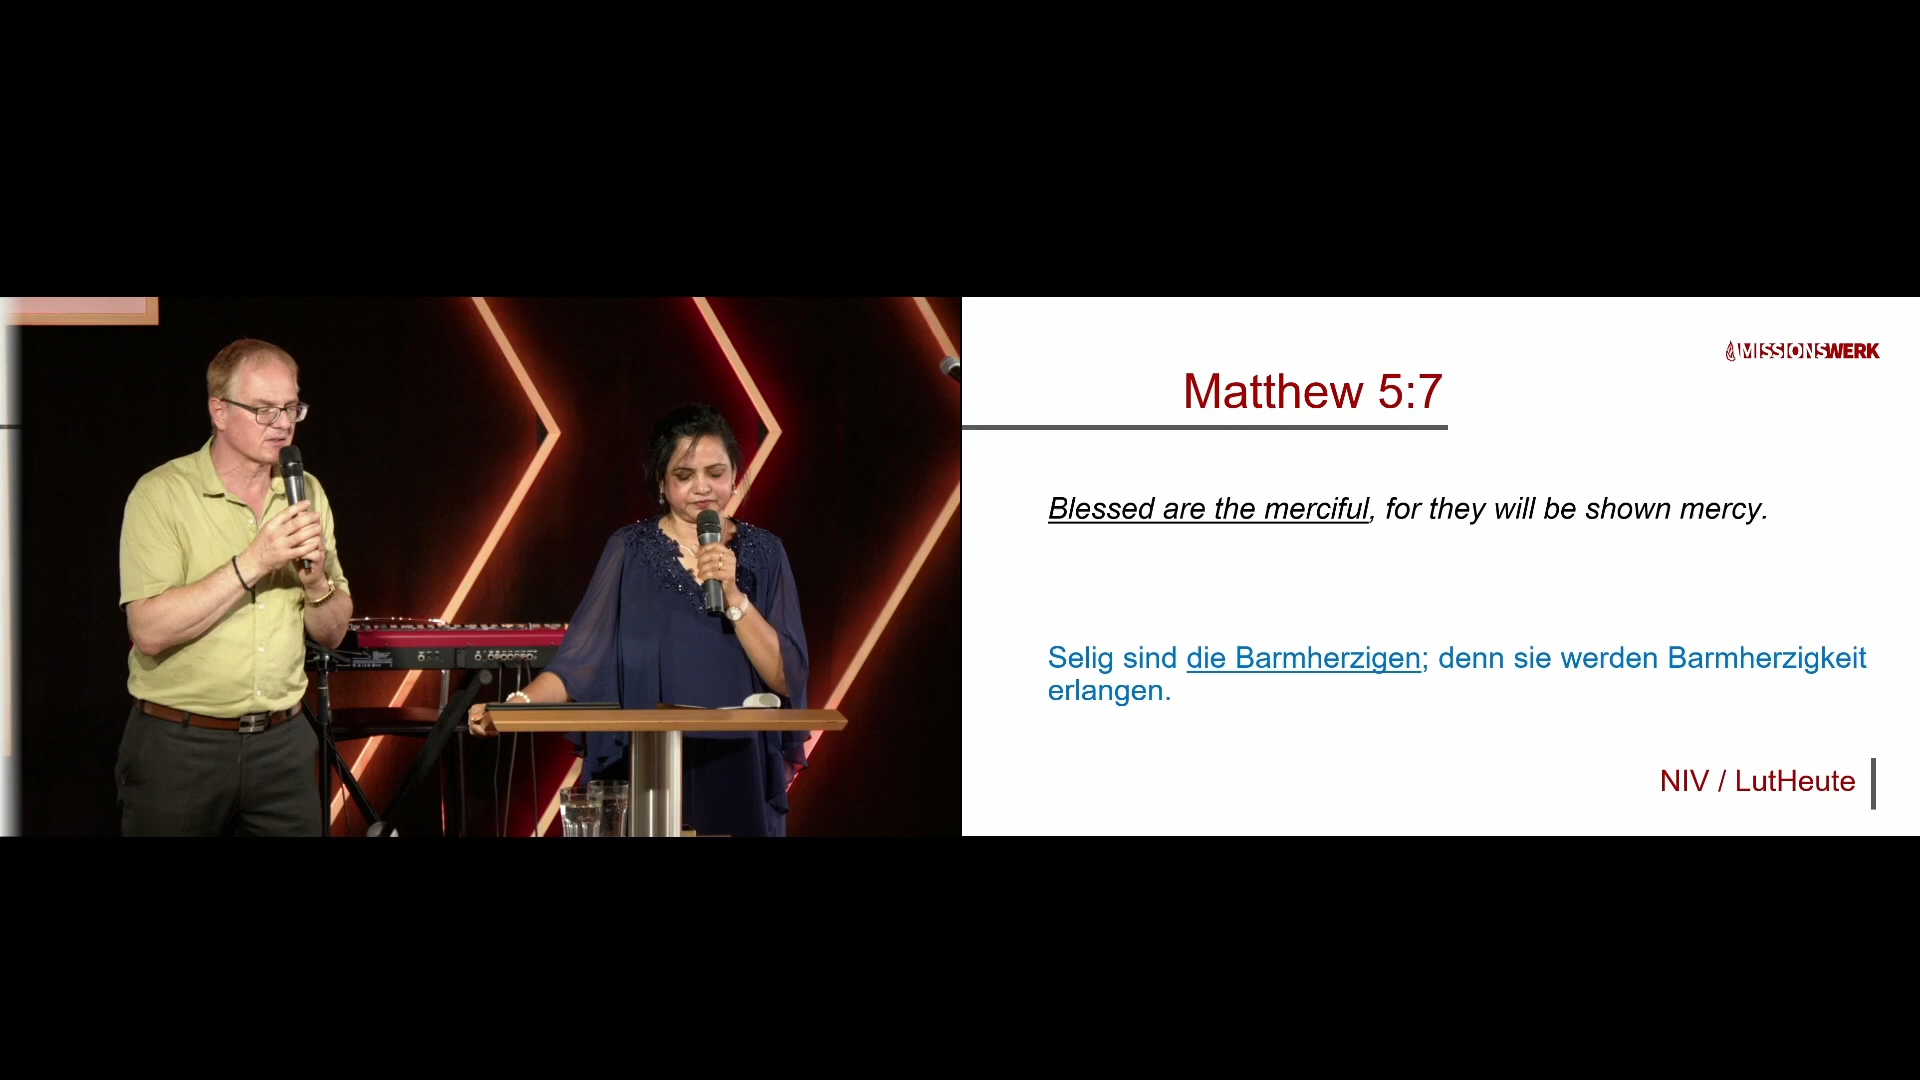 MISSIONSWERK
Matthew 5:7
Blessed are the merciful, for they will be shown mercy.
Selig sind die Barmherzigen; denn sie werden Barmherzigkeit
erlangen.
NIV / LutHeute